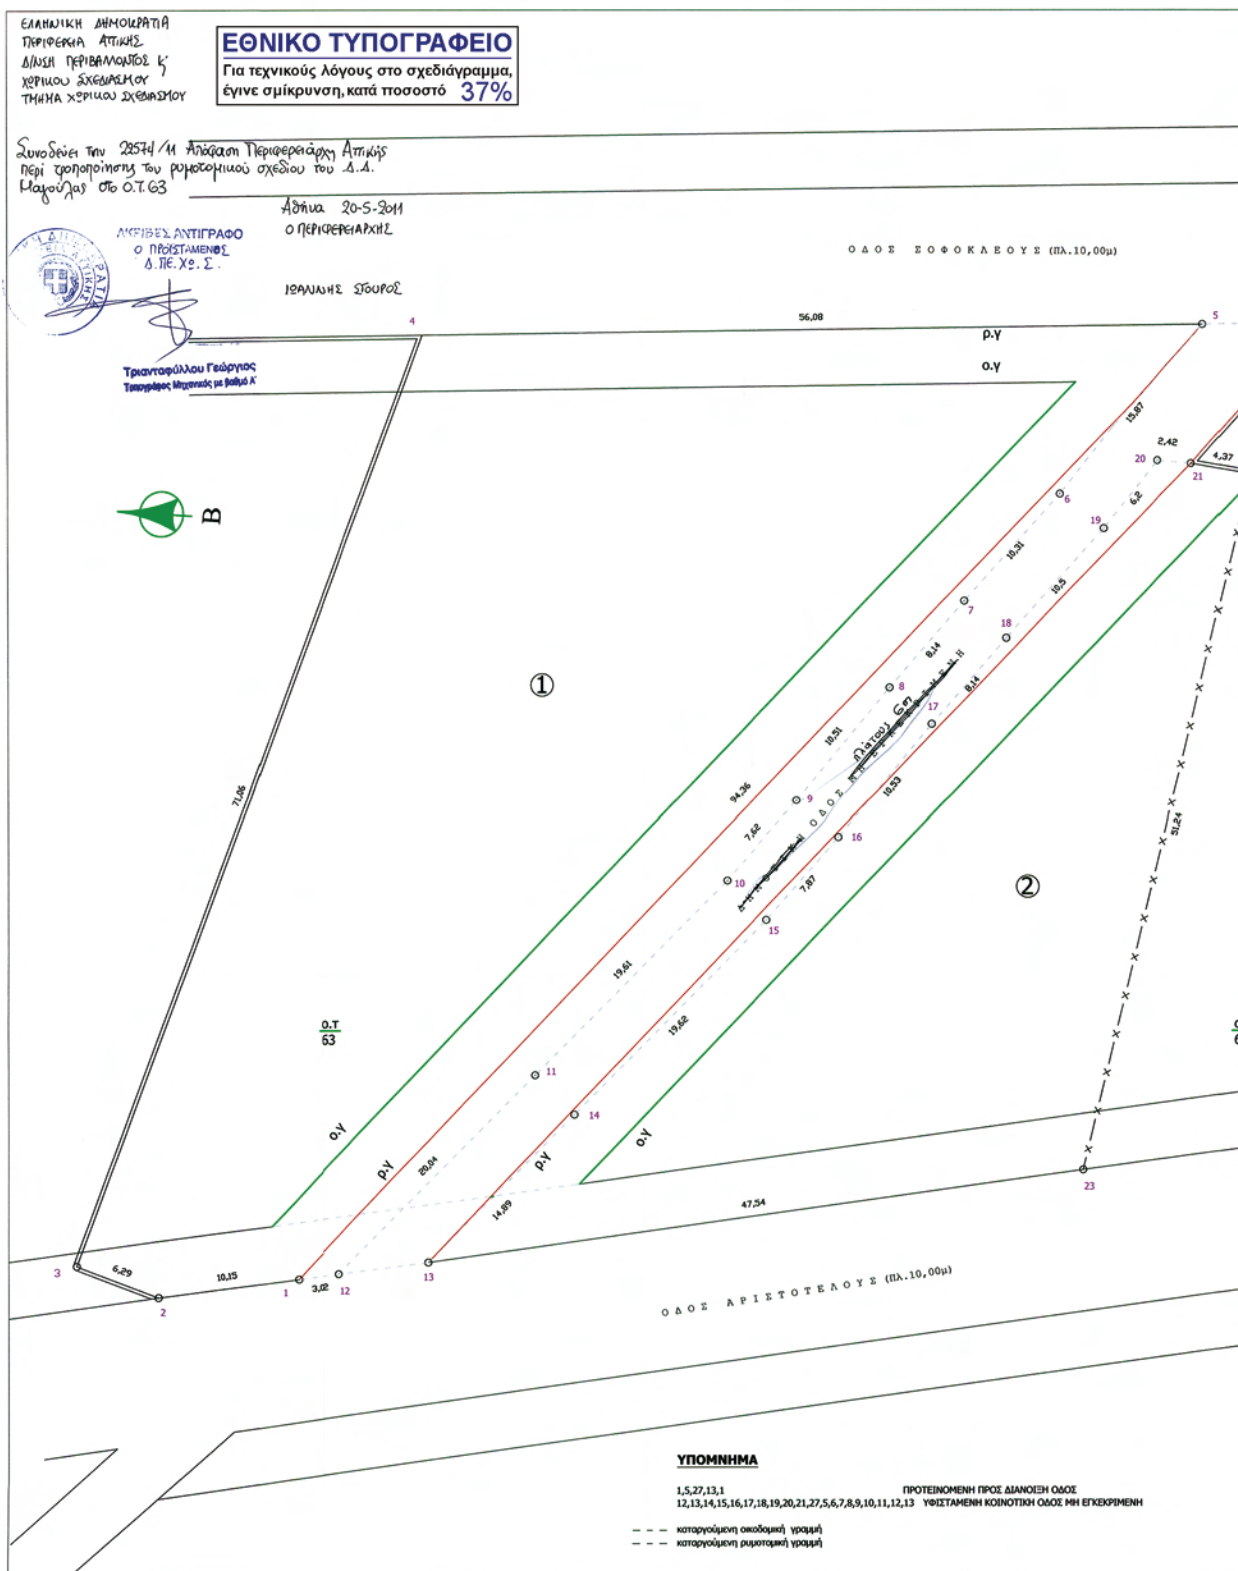 ΕΛΛΗΝΙΚΗ ΔΗΜΟΚΡΑΤΙΑ
ΠΕΡΙΦΕΡΕΙΑ ΑΤΤΙΚΗΣ
Δ/ΝΣΗ ΠΕΡΙΒΑΛΛΟΝΤΟΣ Κ'
ΧΩΡΙΚΟΥ ΣΧΕΔΙΑΣΜΟΥ
ΤΜΗΜΑ ΧΩΡΙΚΟΥ ΣΧΕΔΙΑΣΜΟΥ
ΕΘΝΙΚΟ ΤΥΠΟΓΡΑΦΕΙΟ
Για τεχνικούς λόγους στο σχεδιάγραμμα,
έγινε σμίκρυνση, κατά ποσοστό 37%
Συνοδεύει την 22574/11 Απόφαση Περιφερειάρχη Αττικής
περί τροποποίησης του ρυμοτομικού σχεδίου του Δ.Δ.
Μαγούλας στο Ο.Τ. 63
Αθήνα 20-5-2011
Ο ΠΕΡΙΦΕΡΕΙΑΡΧΗΣ
ΙΩΑΝΝΗΣ ΣΓΟΥΡΟΣ
ΑΚΡΙΒΕΣ ΑΝΤΙΓΡΑΦΟ
Ο ΠΡΟΪΣΤΑΜΕΝΟΣ
Δ.ΠΕ.ΧΩ.Σ.
Τριανταφύλλου Γεώργιος
Τοπογράφος Μηχανικός με βαθμό Α'
ΟΔΟΣ ΣΟΦΟΚΛΕΟΥΣ (ΠΛ.10,00μ)
4
56,08
5
ρ.γ
ο.γ
15,87
2,42
20
4,37
21
6
6,2
19
Β
10,31
10,5
7
18
8,14
8,14
1
8
17
πλάτους 6m
10,51
ΔΗΜΟΤΙΚΗ ΟΔΟΣ ΜΗ ΔΙΑΚΕΚΡΙΜΕΝΗ
10,53
71,06
94,36
9
7,62
16
51,24
10
7,87
2
15
19,61
19,62
Ο.Τ
63
11
14
ο.γ
ο.γ
ρ.γ
ρ.γ
20,04
14,89
47,54
23
3
6,29
10,15
1
3,02
12
13
2
ΟΔΟΣ ΑΡΙΣΤΟΤΕΛΟΥΣ (ΠΛ.10,00μ)
ΥΠΟΜΝΗΜΑ
1,5,27,13,1 ΠΡΟΤΕΙΝΟΜΕΝΗ ΠΡΟΣ ΔΙΑΝΟΙΞΗ ΟΔΟΣ
12,13,14,15,16,17,18,19,20,21,27,5,6,7,8,9,10,11,12,13 ΥΦΙΣΤΑΜΕΝΗ ΚΟΙΝΟΤΙΚΗ ΟΔΟΣ ΜΗ ΕΓΚΕΚΡΙΜΕΝΗ
καταργούμενη οικοδομική γραμμή
καταργούμενη ρυμοτομική γραμμή